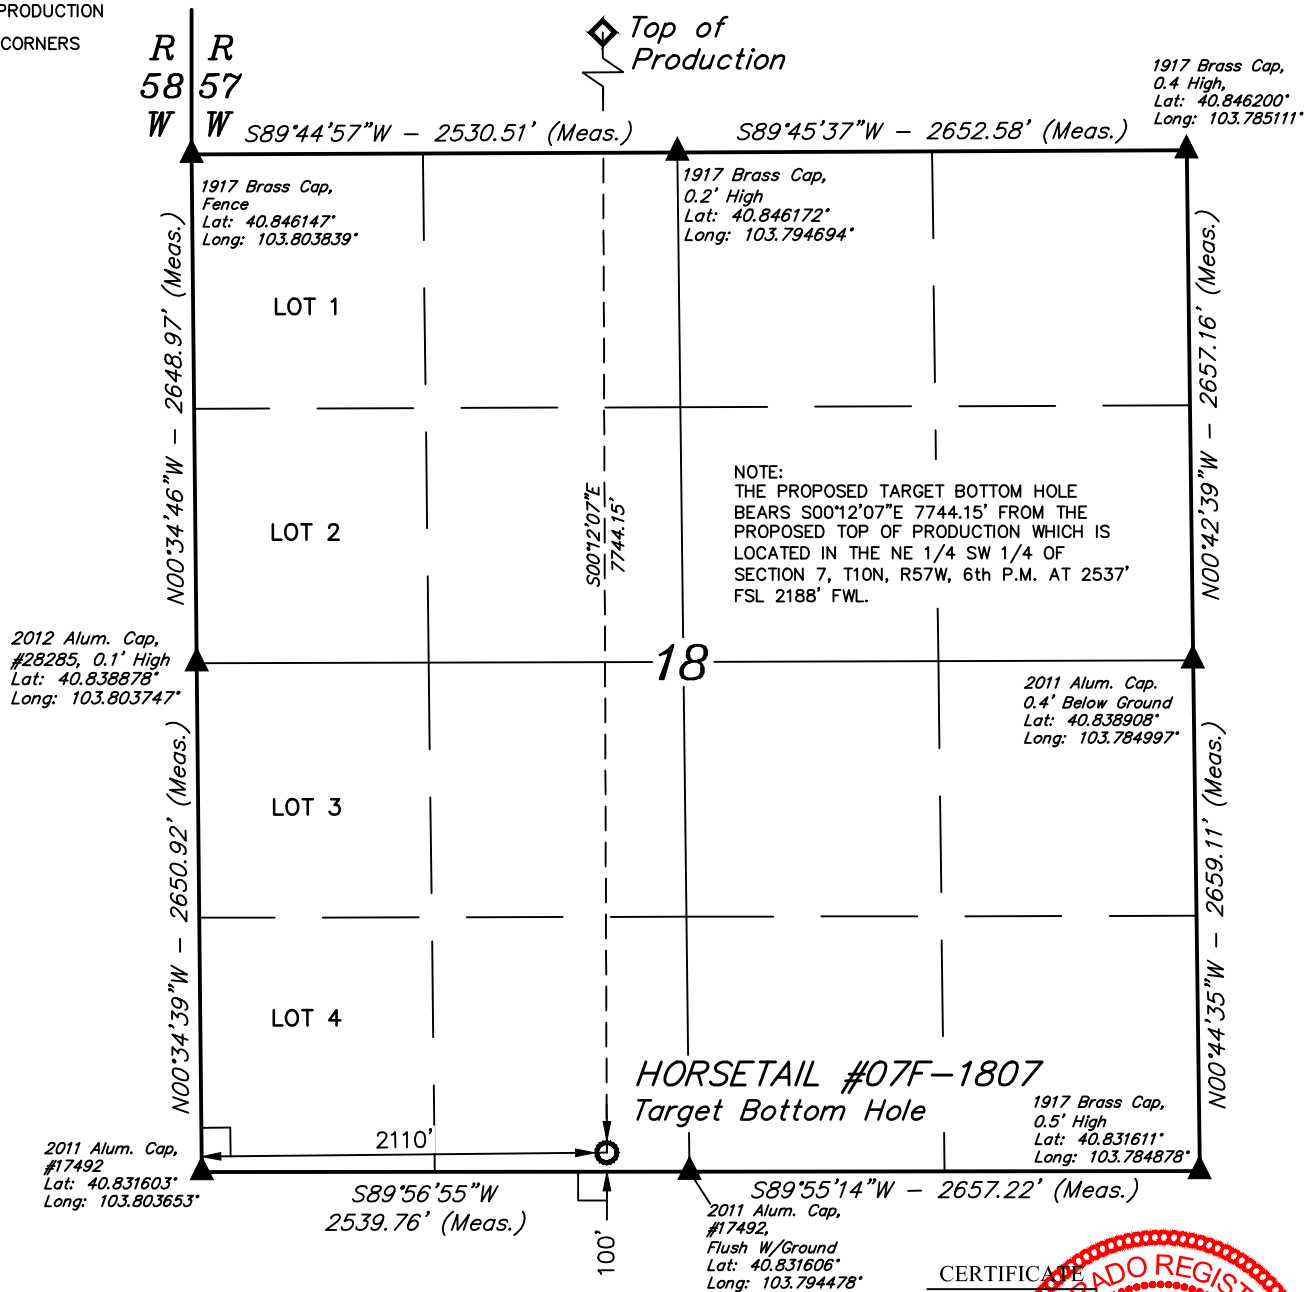 PRODUCTION
CORNERS
R R
58 57
W W
Top of
Production
1917 Brass Cap,
0.4 High,
Lat: 40.846200°
Long: 103.785111°
S89°44'57"W - 2530.51' (Meas.)
S89°45'37"W - 2652.58' (Meas.)
1917 Brass Cap,
Fence
Lat: 40.846147°
Long: 103.803839°
1917 Brass Cap,
0.2' High
Lat: 40.846172°
Long: 103.794694°
N00°34'46"W - 2648.97' (Meas.)
N00°42'39"W - 2657.16' (Meas.)
LOT 1
LOT 2
S00°12'07"E
7744.15'
NOTE:
THE PROPOSED TARGET BOTTOM HOLE
BEARS S00°12'07"E 7744.15' FROM THE
PROPOSED TOP OF PRODUCTION WHICH IS
LOCATED IN THE NE 1/4 SW 1/4 OF
SECTION 7, T10N, R57W, 6th P.M. AT 2537'
FSL 2188' FWL.
2012 Alum. Cap,
#28285, 0.1' High
Lat: 40.838878°
Long: 103.803747°
18
2011 Alum. Cap.
0.4' Below Ground
Lat: 40.838908°
Long: 103.784997°
N00°34'39"W - 2650.92' (Meas.)
N00°44'35"W - 2659.11' (Meas.)
LOT 3
LOT 4
HORSETAIL #07F-1807
Target Bottom Hole
1917 Brass Cap,
0.5' High
Lat: 40.831611°
Long: 103.784878°
2110'
2011 Alum. Cap,
#17492
Lat: 40.831603°
Long: 103.803653°
S89°56'55"W
2539.76' (Meas.)
S89°55'14"W - 2657.22' (Meas.)
100'
2011 Alum. Cap,
#17492,
Flush W/Ground
Lat: 40.831606°
Long: 103.794478°
CERTIFICATE
ADO REGIST